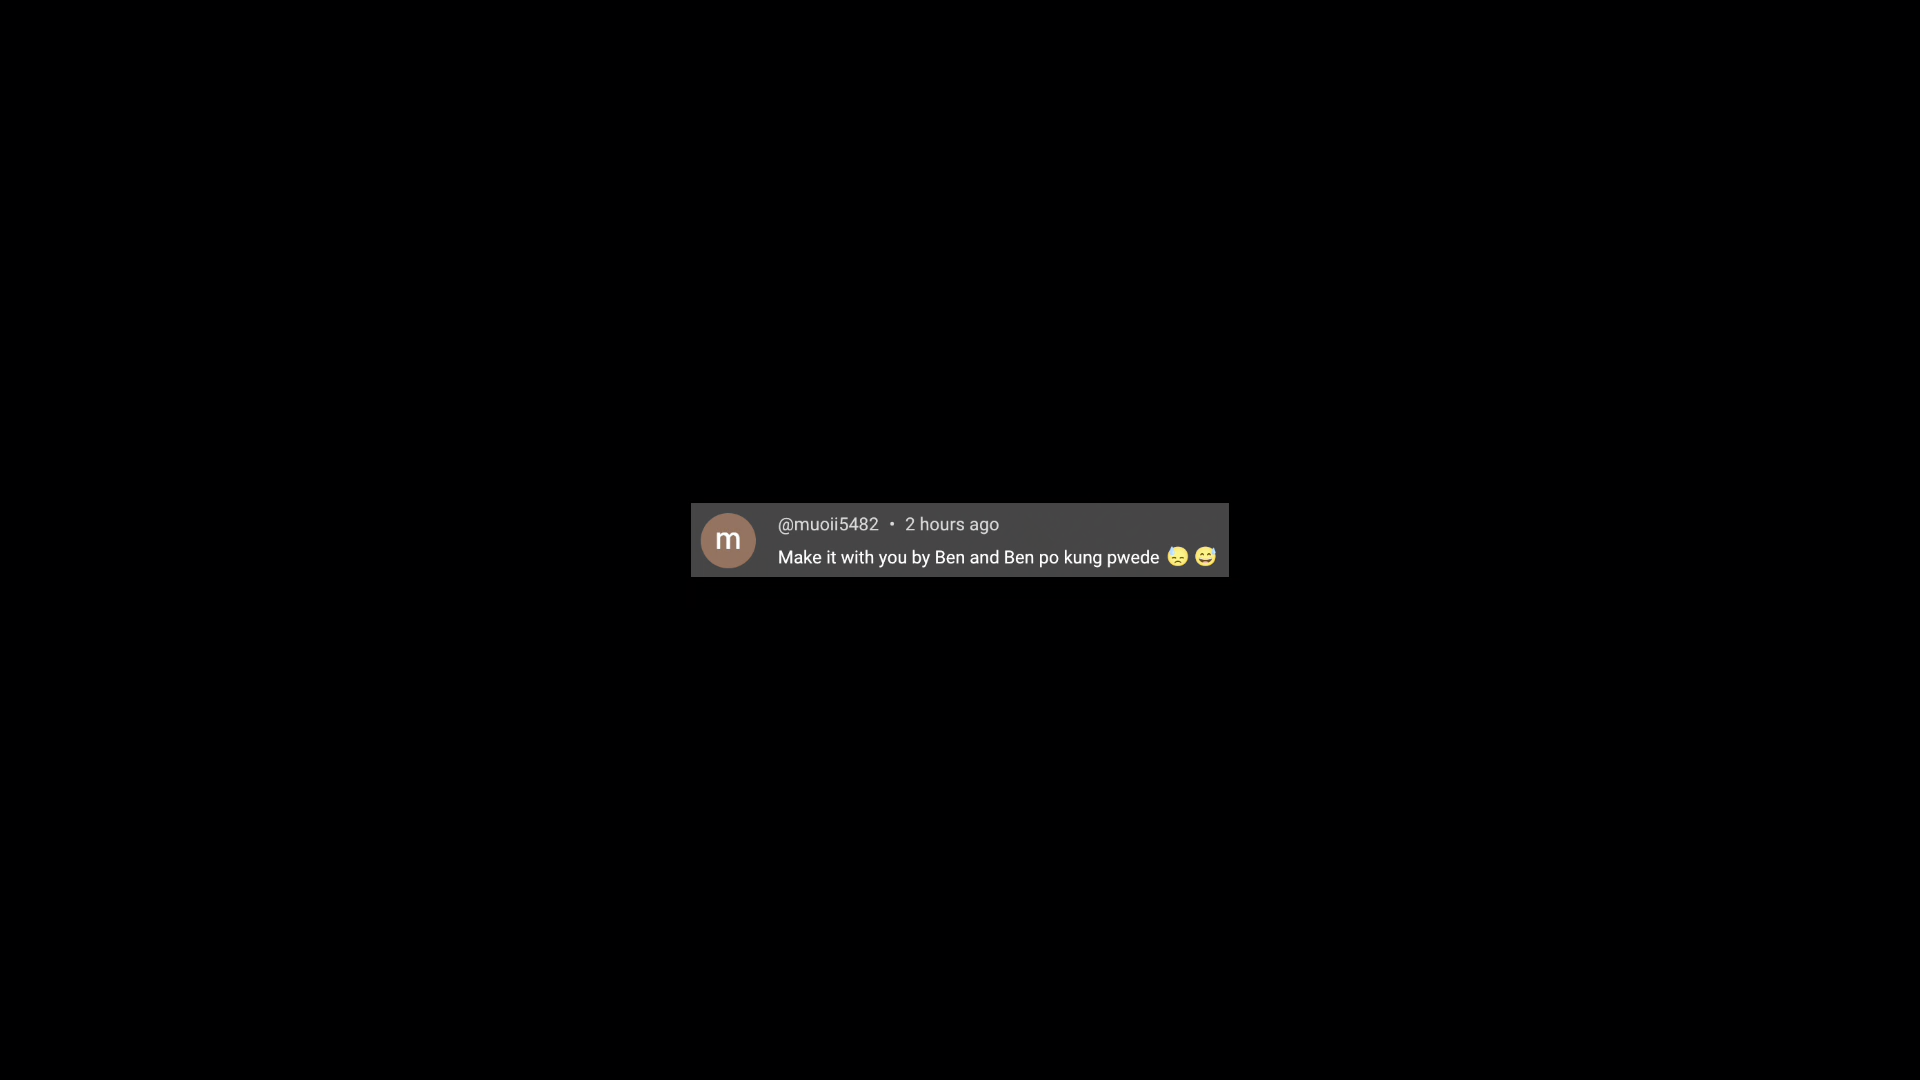 m
@muoii5482 • 2 hours ago
Make it with you by Ben and Ben po kung pwede 😓 😅